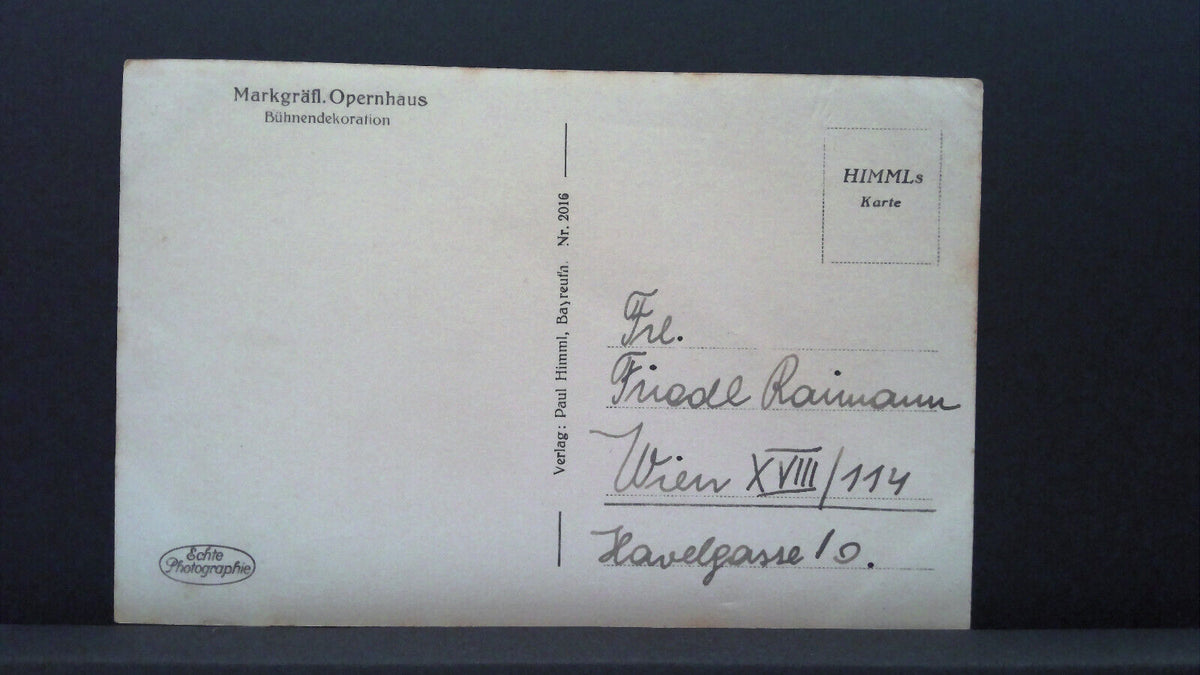 Markgräfl. Opernhaus
Bühnendekoration
Verlag: Paul Himml, Bayreuth. Nr. 2016
HIMMLs
Karte
Frl.
Friedl Raimann
Wien XVIII/114
Havelgasse 10.
Echte
Photographie